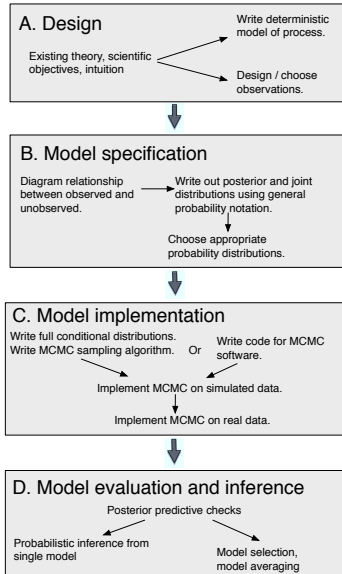 A. Design
Write deterministic
model of process.
Existing theory, scientific
objectives, intuition
Design / choose
observations.
B. Model specification
Diagram relationship
between observed and
unobserved.
Write out posterior and joint
distributions using general
probability notation.
Choose appropriate
probability distributions.
C. Model implementation
Write full conditional distributions.
Write MCMC sampling algorithm.
Or
Write code for MCMC
software.
Implement MCMC on simulated data.
Implement MCMC on real data.
D. Model evaluation and inference
Posterior predictive checks
Probabilistic inference from
single model
Model selection,
model averaging